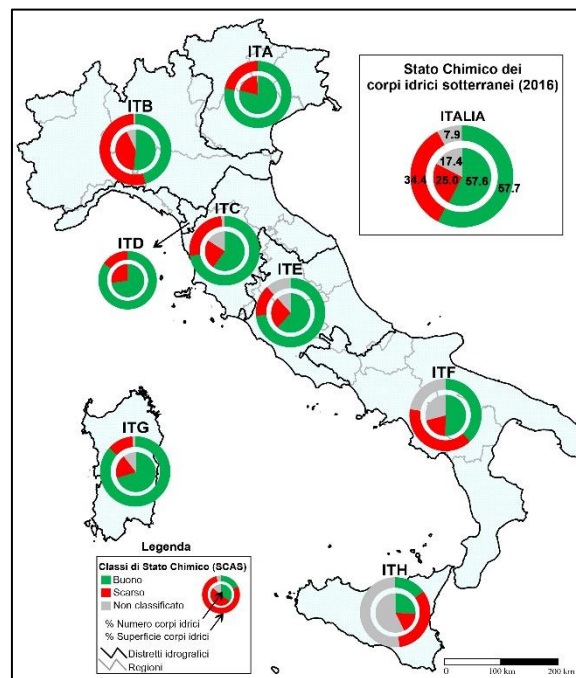 ITA
Stato Chimico dei
corpi idrici sotterranei (2016)
ITALIA
7.9
17.4
34.4
25.0
57.6
57.7
ITB
ITC
ITD
ITE
ITF
ITG
ITH
Legenda
Classi di Stato Chimico (SCAS)
Buono
Scarso
Non classificato
% Numero corpi idrici
% Superficie corpi idrici
Distretti idrografici
Regioni
0
100 km
200 km